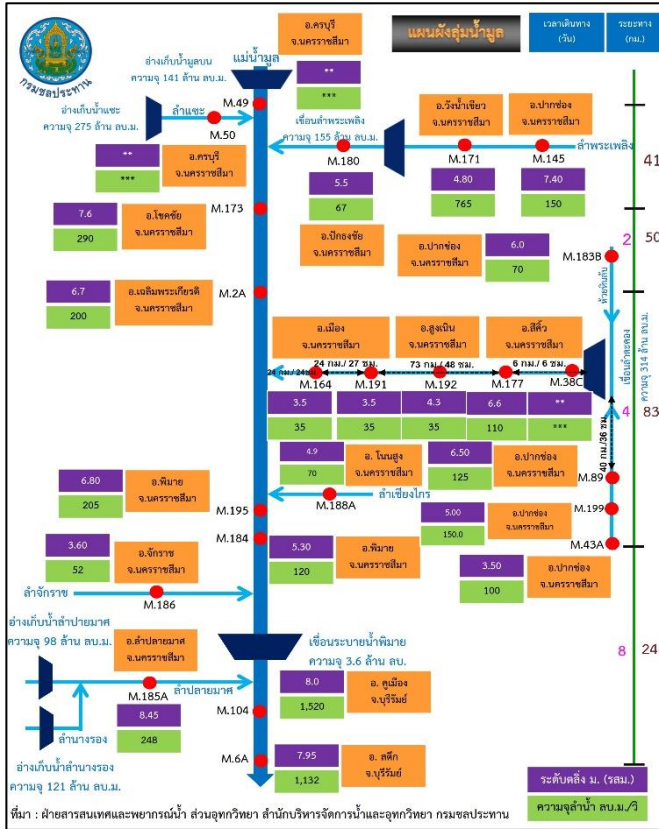 กรมชลประทาน
อ่างเก็บน้ำมูลบน
ความจุ 141 ล้าน ลบ.ม.
แม่น้ำมูล
อ.ครบุรี
จ.นครราชสีมา
**
***
แผนผังลุ่มน้ำมูล
เวลาเดินทาง
(วัน)
ระยะทาง
(กม.)
อ่างเก็บน้ำแซะ
ความจุ 275 ล้าน ลบ.ม.
ลำแซะ
M.49
M.50
เขื่อนลำพระเพลิง
ความจุ 155 ล้าน ลบ.ม.
อ.วังน้ำเขียว
จ.นครราชสีมา
อ.ปากช่อง
จ.นครราชสีมา
ลำพระเพลิง
M.180
M.171
M.145
41
**
***
อ.ครบุรี
จ.นครราชสีมา
5.5
67
4.80
765
7.40
150
M.173
7.6
290
อ.โชคชัย
จ.นครราชสีมา
อ.ปักธงชัย
จ.นครราชสีมา
อ.ปากช่อง
จ.นครราชสีมา
6.0
70
M.183B
2
50
6.7
200
อ.เฉลิมพระเกียรติ
จ.นครราชสีมา
M.2A
อ.เมือง
จ.นครราชสีมา
อ.สูงเนิน
จ.นครราชสีมา
อ.สีคิ้ว
จ.นครราชสีมา
24 กม./24ชม.
24 กม./ 27 ชม.
73 กม./ 48 ชม.
6 กม./ 6 ชม.
M.164
M.191
M.192
M.177
M.38C
เขื่อนลำตะคอง
ความจุ 314 ล้าน ลบ.ม.
3.5
3.5
4.3
6.6
**
35
35
35
110
***
4
83
40 กม./36 ชม.
4.9
70
อ. โนนสูง
จ.นครราชสีมา
6.50
125
อ.ปากช่อง
จ.นครราชสีมา
M.89
6.80
205
อ.พิมาย
จ.นครราชสีมา
M.195
M.188A
ลำเชียงไกร
5.00
150.0
อ.ปากช่อง
จ.นครราชสีมา
M.199
M.184
M.43A
3.60
52
อ.จักราช
จ.นครราชสีมา
5.30
120
อ.พิมาย
จ.นครราชสีมา
3.50
100
อ.ปากช่อง
จ.นครราชสีมา
ลำจักราช
M.186
อ่างเก็บน้ำลำปลายมาศ
ความจุ 98 ล้าน ลบ.ม.
อ.ลำปลายมาศ
จ.นครราชสีมา
เขื่อนระบายน้ำพิมาย
ความจุ 3.6 ล้าน ลบ.
8
24
M.185A
ลำปลายมาศ
8.0
1,520
อ. คูเมือง
จ.บุรีรัมย์
M.104
8.45
248
ลำนางรอง
อ่างเก็บน้ำลำนางรอง
ความจุ 121 ล้าน ลบ.ม.
M.6A
7.95
1,132
อ. สตึก
จ.บุรีรัมย์
ระดับตลิ่ง ม. (รสม.)
ความจุลำน้ำ ลบ.ม./วิ
ที่มา : ฝ่ายสารสนเทศและพยากรณ์น้ำ ส่วนอุทกวิทยา สำนักบริหารจัดการน้ำและอุทกวิทยา กรมชลประทาน